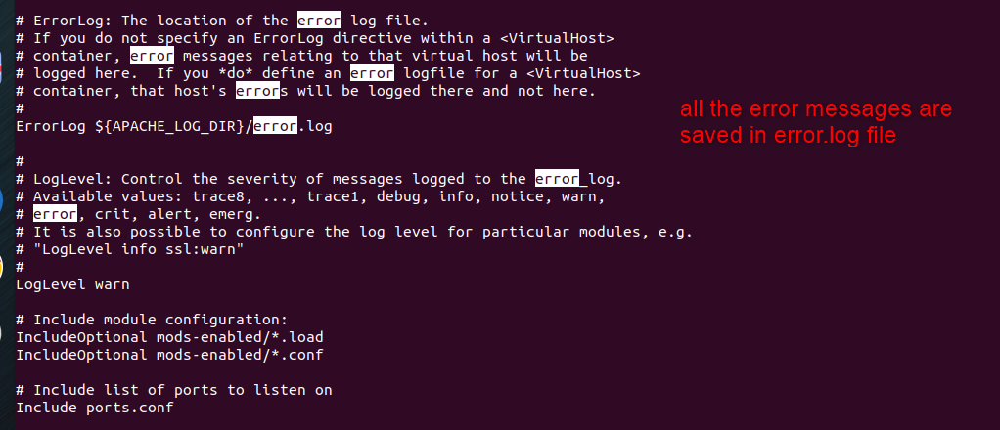 # ErrorLog: The location of the error log file.
# If you do not specify an ErrorLog directive within a <VirtualHost>
# container, error messages relating to that virtual host will be
# logged here.  If you *do* define an error logfile for a <VirtualHost>
# container, that host's errors will be logged there and not here.
#
ErrorLog ${APACHE_LOG_DIR}/error.log
all the error messages are
saved in error.log file
#
# LogLevel: Control the severity of messages logged to the error_log.
# Available values: trace8, ..., trace1, debug, info, notice, warn,
# error, crit, alert, emerg.
# It is also possible to configure the log level for particular modules, e.g.
# "LogLevel info ssl:warn"
#
LogLevel warn
# Include module configuration:
IncludeOptional mods-enabled/*.load
IncludeOptional mods-enabled/*.conf
# Include list of ports to listen on
Include ports.conf